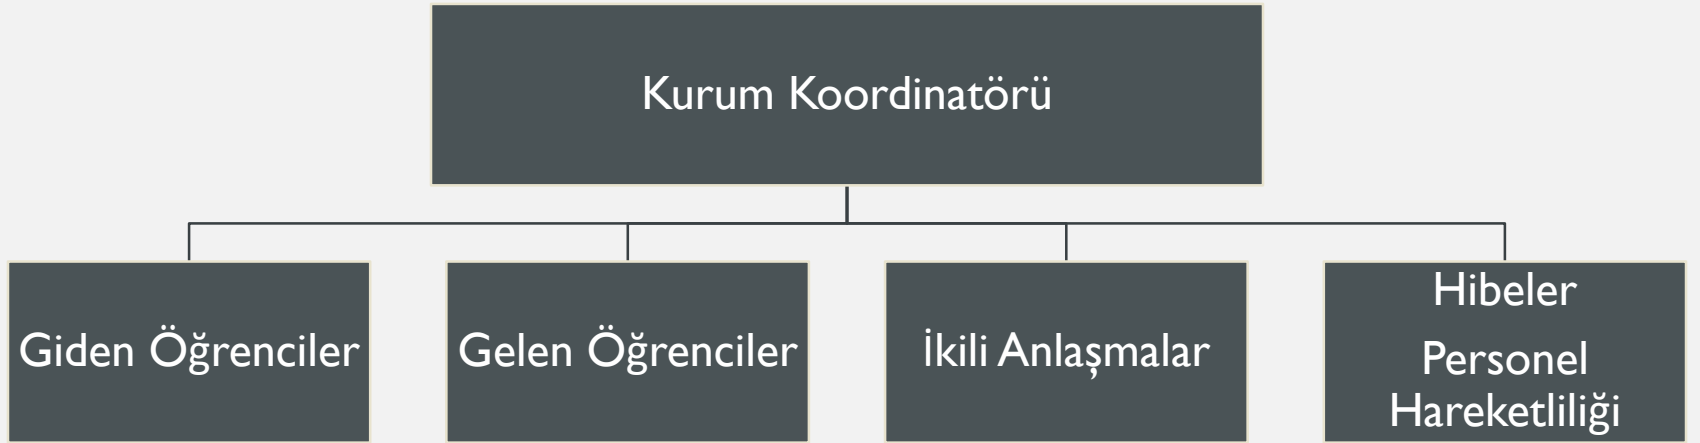 Kurum Koordinatörü
Giden Öğrenciler
Gelen Öğrenciler
İkili Anlaşmalar
Hibeler
Personel
Hareketliliği